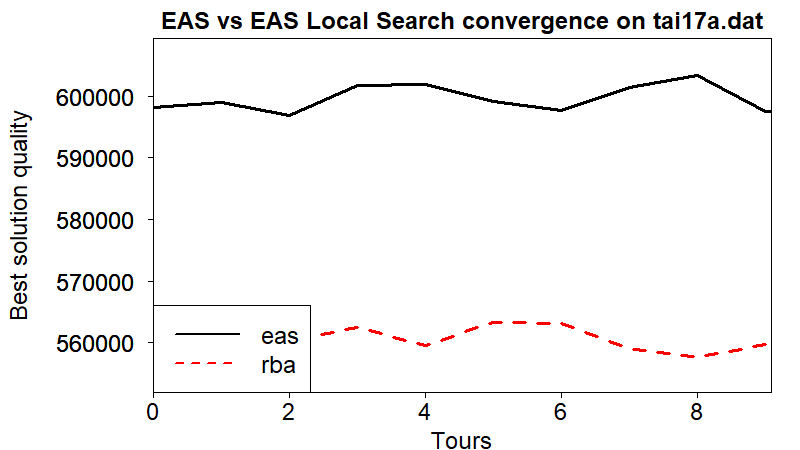 EAS vs EAS Local Search convergence on tai17a.dat
Best solution quality
600000
590000
580000
570000
560000
eas
rba
0 2 4 6 8
Tours